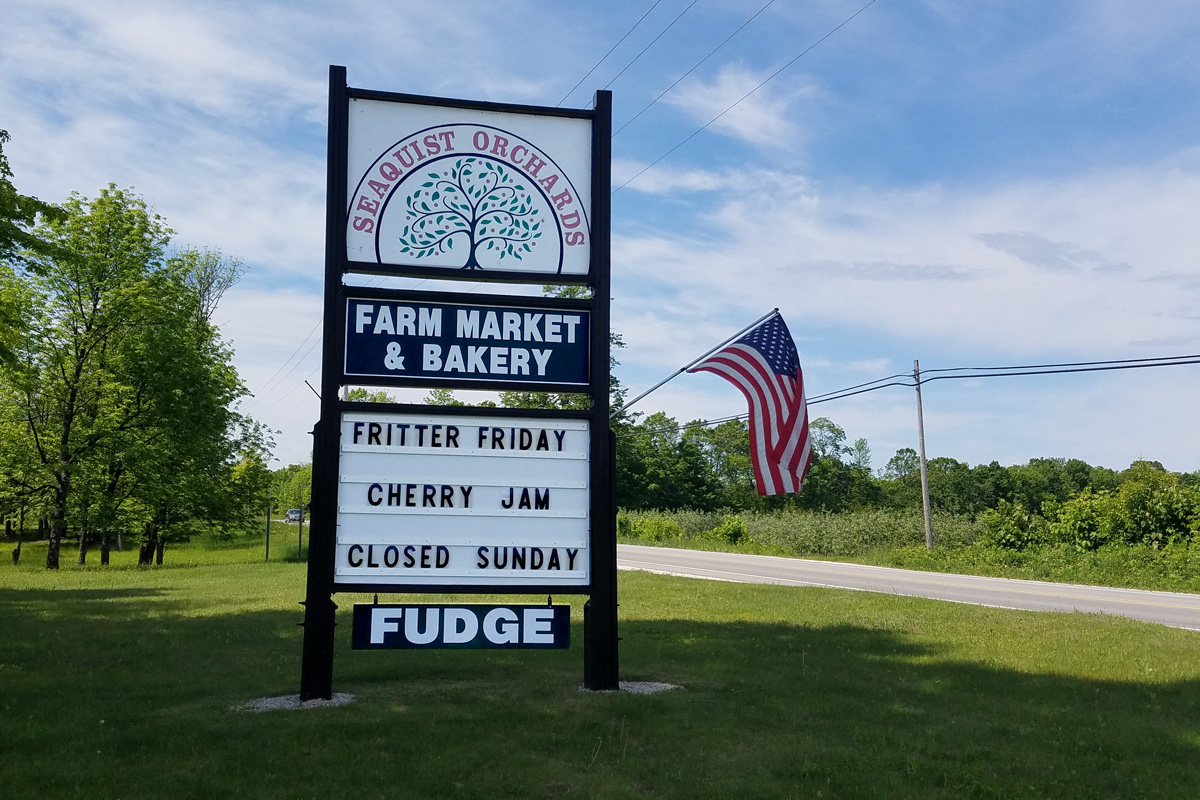 SEAQUIST ORCHARDS
FARM MARKET
& BAKERY
FRITTER FRIDAY
CHERRY JAM
CLOSED SUNDAY
FUDGE